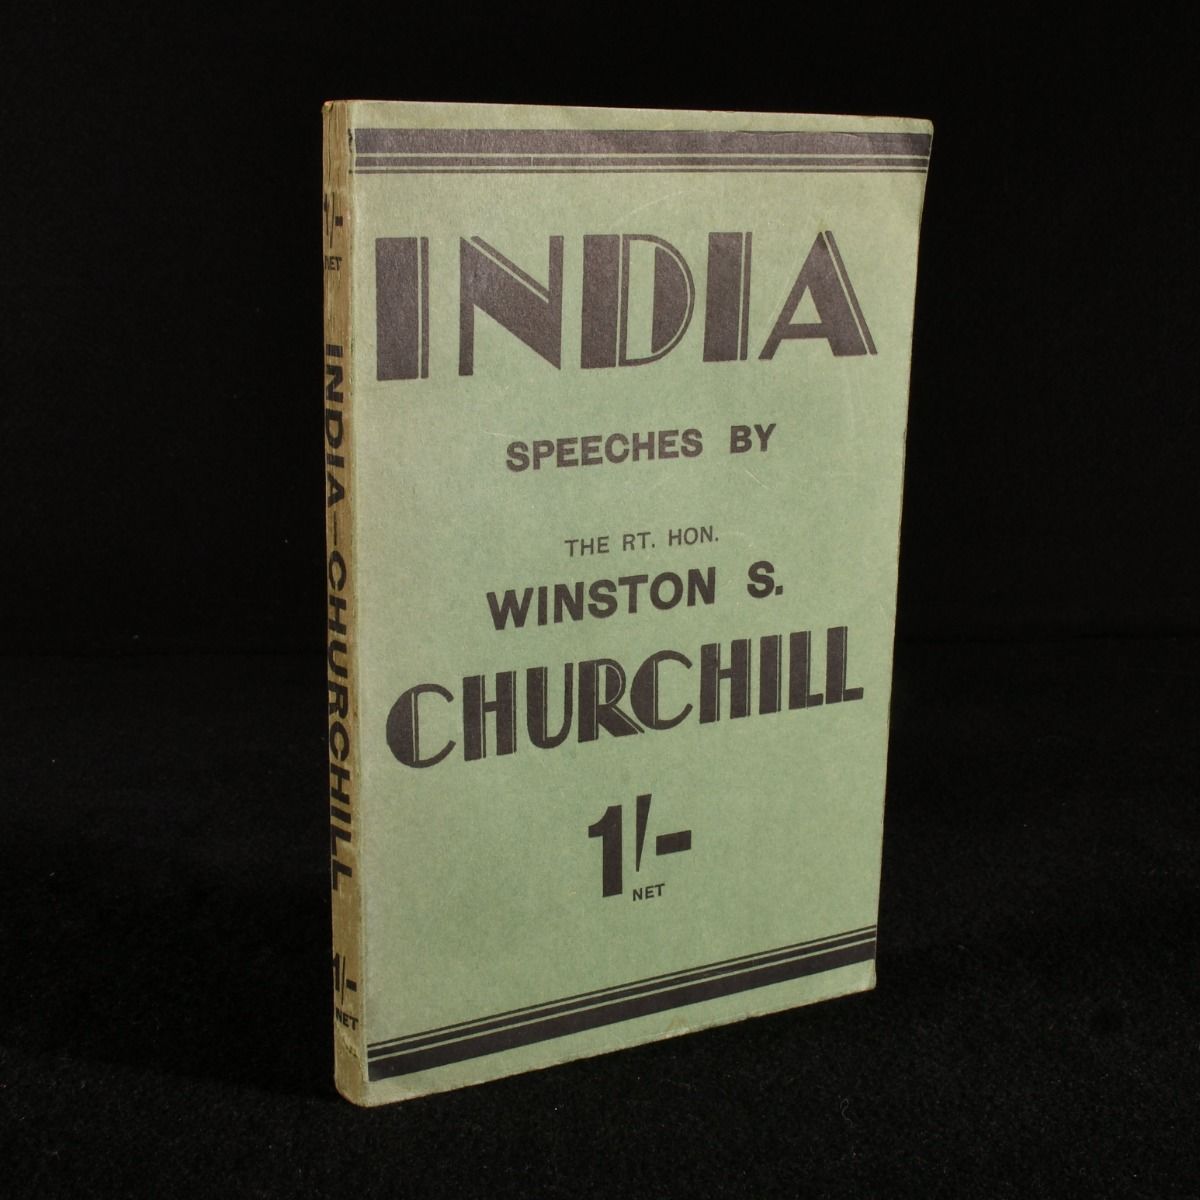 INDIA
SPEECHES BY
THE RT. HON.
WINSTON S.
CHURCHILL
1/-
NET
1/-
NET
INDIA—CHURCHILL
1/-
NET